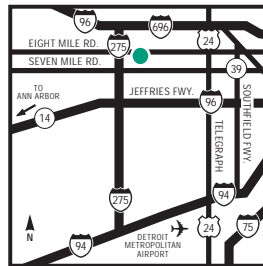 96
696
24
EIGHT MILE RD.
275
SEVEN MILE RD.
39
TO
ANN ARBOR
JEFFRIES FWY.
96
14
TELEGRAPH
SOUTHFIELD FWY.
275
94
N
94
DETROIT
METROPOLITAN
AIRPORT
24
75